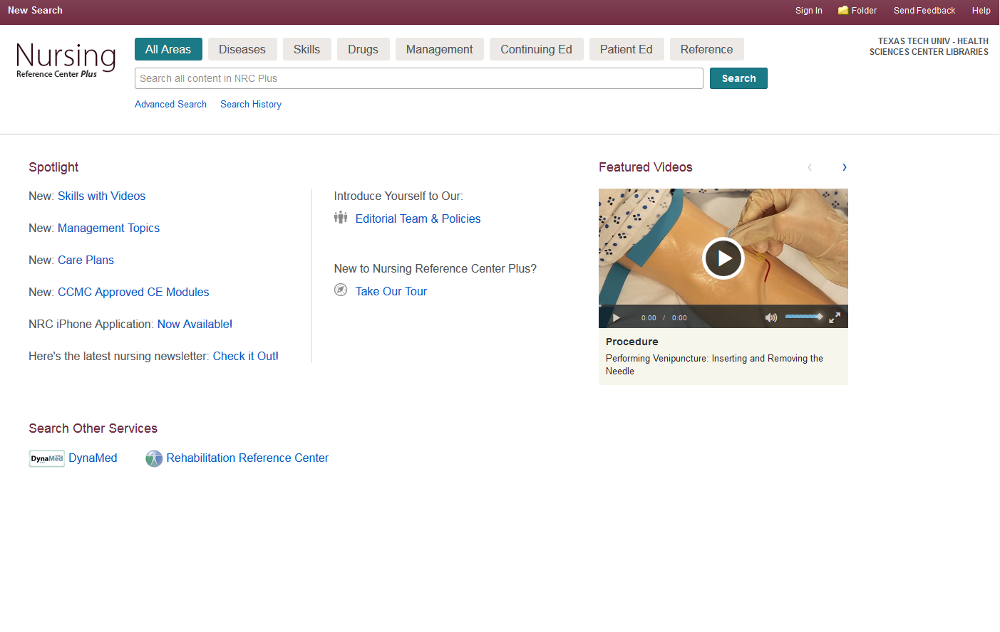 New Search
Sign In
Folder
Send Feedback
Help
Nursing
Reference Center Plus
All Areas
Diseases
Skills
Drugs
Management
Continuing Ed
Patient Ed
Reference
TEXAS TECH UNIV - HEALTH
SCIENCES CENTER LIBRARIES
Search all content in NRC Plus
Search
Advanced Search
Search History
Spotlight
New: Skills with Videos
New: Management Topics
New: Care Plans
New: CCMC Approved CE Modules
NRC iPhone Application: Now Available!
Here's the latest nursing newsletter: Check it Out!
Introduce Yourself to Our:
Editorial Team & Policies
New to Nursing Reference Center Plus?
Take Our Tour
Featured Videos
0:00 / 0:00
Procedure
Performing Venipuncture: Inserting and Removing the
Needle
Search Other Services
DynaMed
DynaMed
Rehabilitation Reference Center